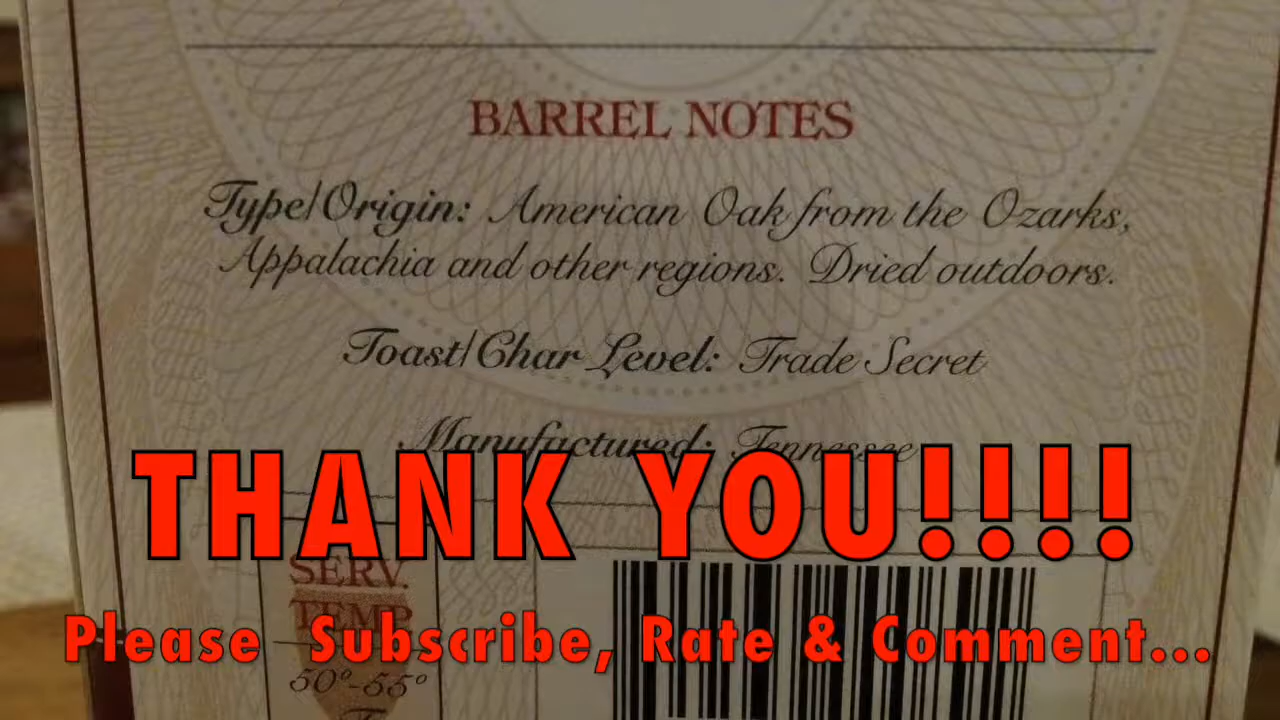 BARREL NOTES
Type/Origin: American Oak from the Ozarks,
Appalachia and other regions. Dried outdoors.
Toast/Char Level: Trade Secret
Manufactured: Tennessee
THANK YOU!!!!
SERV.
TEMP
Please Subscribe, Rate & Comment...
50°-55°